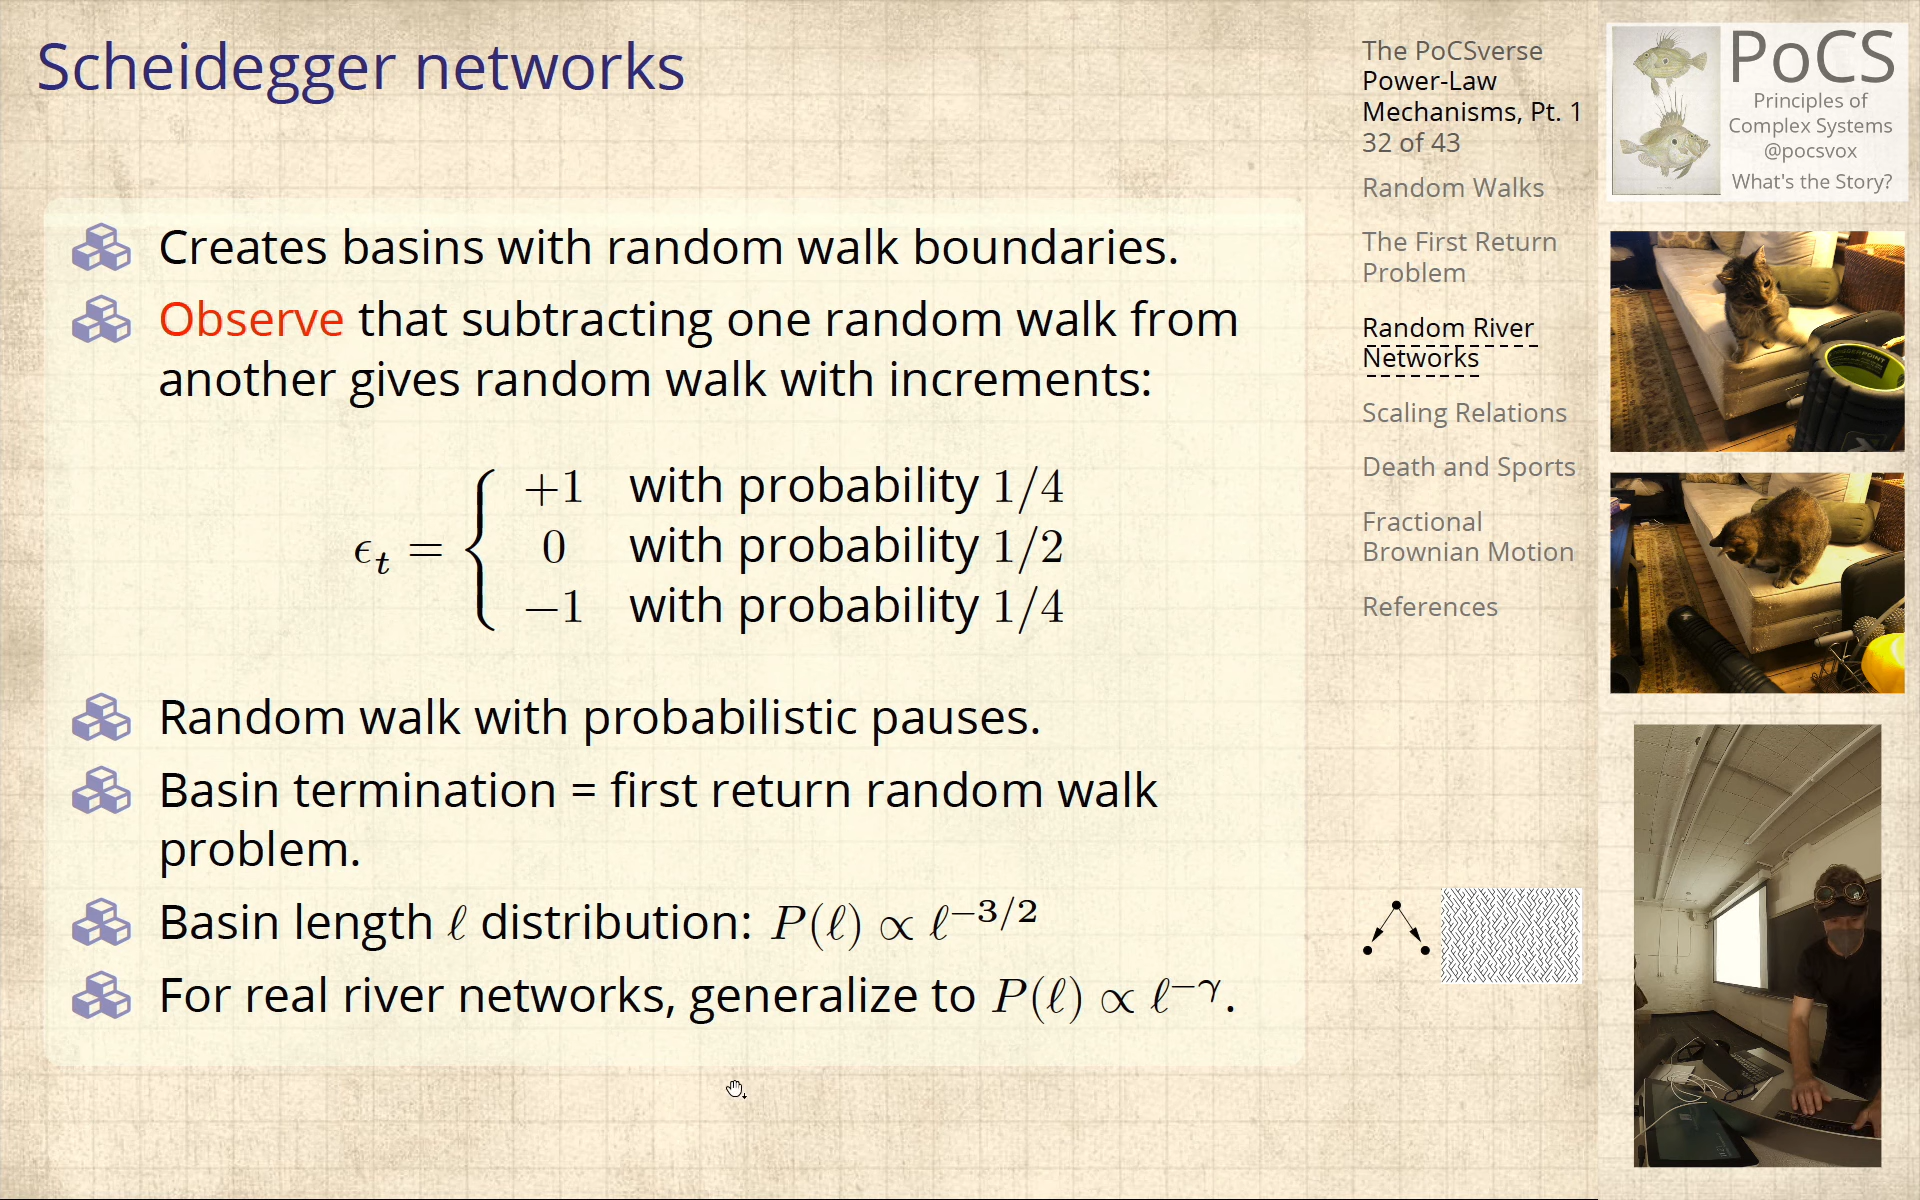 Scheidegger networks
Creates basins with random walk boundaries.
Observe that subtracting one random walk from
another gives random walk with increments:
ϵₜ = { +1 with probability 1/4
0 with probability 1/2
−1 with probability 1/4
Random walk with probabilistic pauses.
Basin termination = first return random walk
problem.
Basin length ℓ distribution: P(ℓ) ∝ ℓ^{−3/2}
For real river networks, generalize to P(ℓ) ∝ ℓ^{−γ}.
The PoCSverse
Power-Law
Mechanisms, Pt. 1
32 of 43
Random Walks
The First Return
Problem
Random River
Networks
Scaling Relations
Death and Sports
Fractional
Brownian Motion
References
PoCS
Principles of
Complex Systems
@pocsvox
What's the Story?